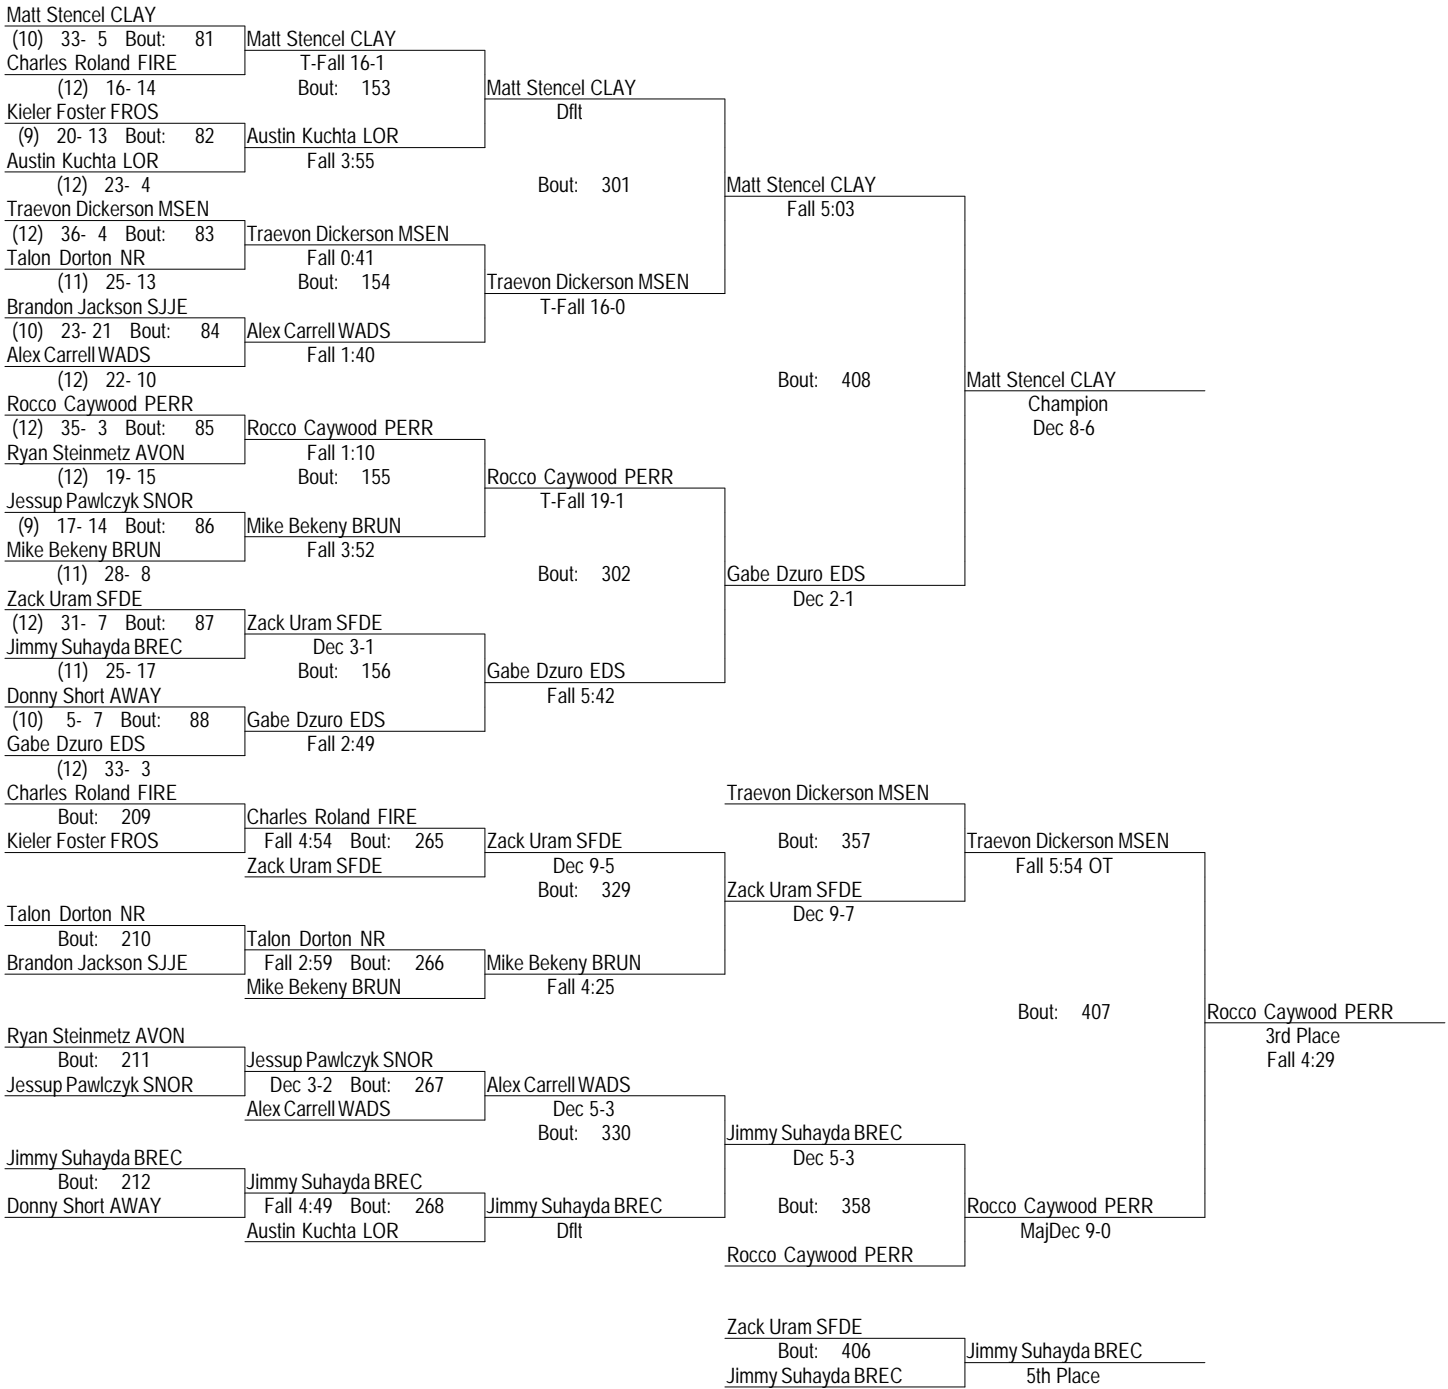 Matt Stencel CLAY
(10) 33- 5 Bout: 81
Matt Stencel CLAY
Charles Roland FIRE
T-Fall 16-1
(12) 16- 14
Bout: 153
Matt Stencel CLAY
Kieler Foster FROS
Dflt
(9) 20- 13 Bout: 82
Austin Kuchta LOR
Austin Kuchta LOR
Fall 3:55
(12) 23- 4
Bout: 301
Matt Stencel CLAY
Traevon Dickerson MSEN
Fall 5:03
(12) 36- 4 Bout: 83
Traevon Dickerson MSEN
Talon Dorton NR
Fall 0:41
(11) 25- 13
Bout: 154
Traevon Dickerson MSEN
Brandon Jackson SJJE
T-Fall 16-0
(10) 23- 21 Bout: 84
Alex Carrell WADS
Alex Carrell WADS
Fall 1:40
(12) 22- 10
Bout: 408
Matt Stencel CLAY
Rocco Caywood PERR
Champion
(12) 35- 3 Bout: 85
Rocco Caywood PERR
Dec 8-6
Ryan Steinmetz AVON
Fall 1:10
(12) 19- 15
Bout: 155
Rocco Caywood PERR
Jessup Pawlczyk SNOR
T-Fall 19-1
(9) 17- 14 Bout: 86
Mike Bekeny BRUN
Mike Bekeny BRUN
Fall 3:52
(11) 28- 8
Bout: 302
Gabe Dzuro EDS
Zack Uram SFDE
Dec 2-1
(12) 31- 7 Bout: 87
Zack Uram SFDE
Jimmy Suhayda BREC
Dec 3-1
(11) 25- 17
Bout: 156
Gabe Dzuro EDS
Donny Short AWAY
Fall 5:42
(10) 5- 7 Bout: 88
Gabe Dzuro EDS
Gabe Dzuro EDS
Fall 2:49
(12) 33- 3
Charles Roland FIRE
Traevon Dickerson MSEN
Bout: 209
Charles Roland FIRE
Kieler Foster FROS
Fall 4:54 Bout: 265
Zack Uram SFDE
Bout: 357
Traevon Dickerson MSEN
Zack Uram SFDE
Dec 9-5
Fall 5:54 OT
Bout: 329
Zack Uram SFDE
Talon Dorton NR
Dec 9-7
Bout: 210
Talon Dorton NR
Brandon Jackson SJJE
Fall 2:59 Bout: 266
Mike Bekeny BRUN
Mike Bekeny BRUN
Fall 4:25
Bout: 407
Rocco Caywood PERR
Ryan Steinmetz AVON
3rd Place
Bout: 211
Jessup Pawlczyk SNOR
Fall 4:29
Jessup Pawlczyk SNOR
Dec 3-2 Bout: 267
Alex Carrell WADS
Alex Carrell WADS
Dec 5-3
Bout: 330
Jimmy Suhayda BREC
Jimmy Suhayda BREC
Dec 5-3
Bout: 212
Jimmy Suhayda BREC
Donny Short AWAY
Fall 4:49 Bout: 268
Jimmy Suhayda BREC
Bout: 358
Rocco Caywood PERR
Austin Kuchta LOR
Dflt
MajDec 9-0
Rocco Caywood PERR
Zack Uram SFDE
Bout: 406
Jimmy Suhayda BREC
Jimmy Suhayda BREC
5th Place